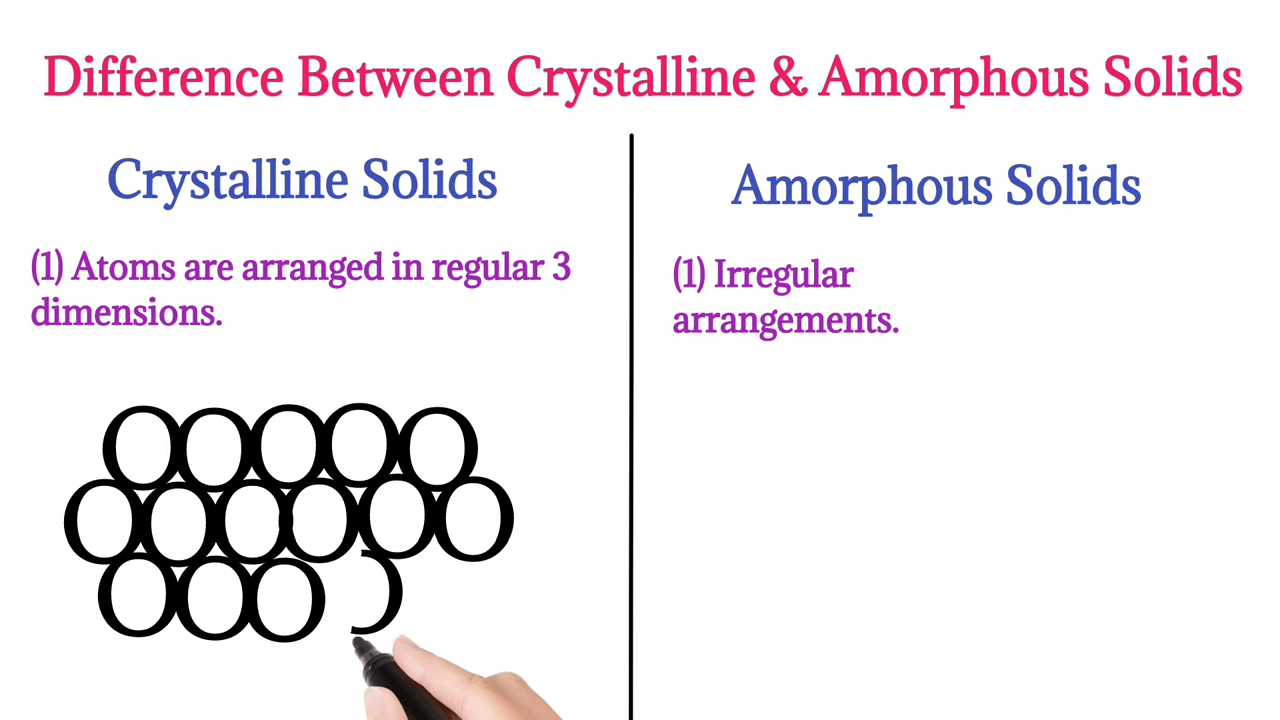 Difference Between Crystalline & Amorphous Solids
Crystalline Solids
(1) Atoms are arranged in regular 3
dimensions.
Amorphous Solids
(1) Irregular
arrangements.